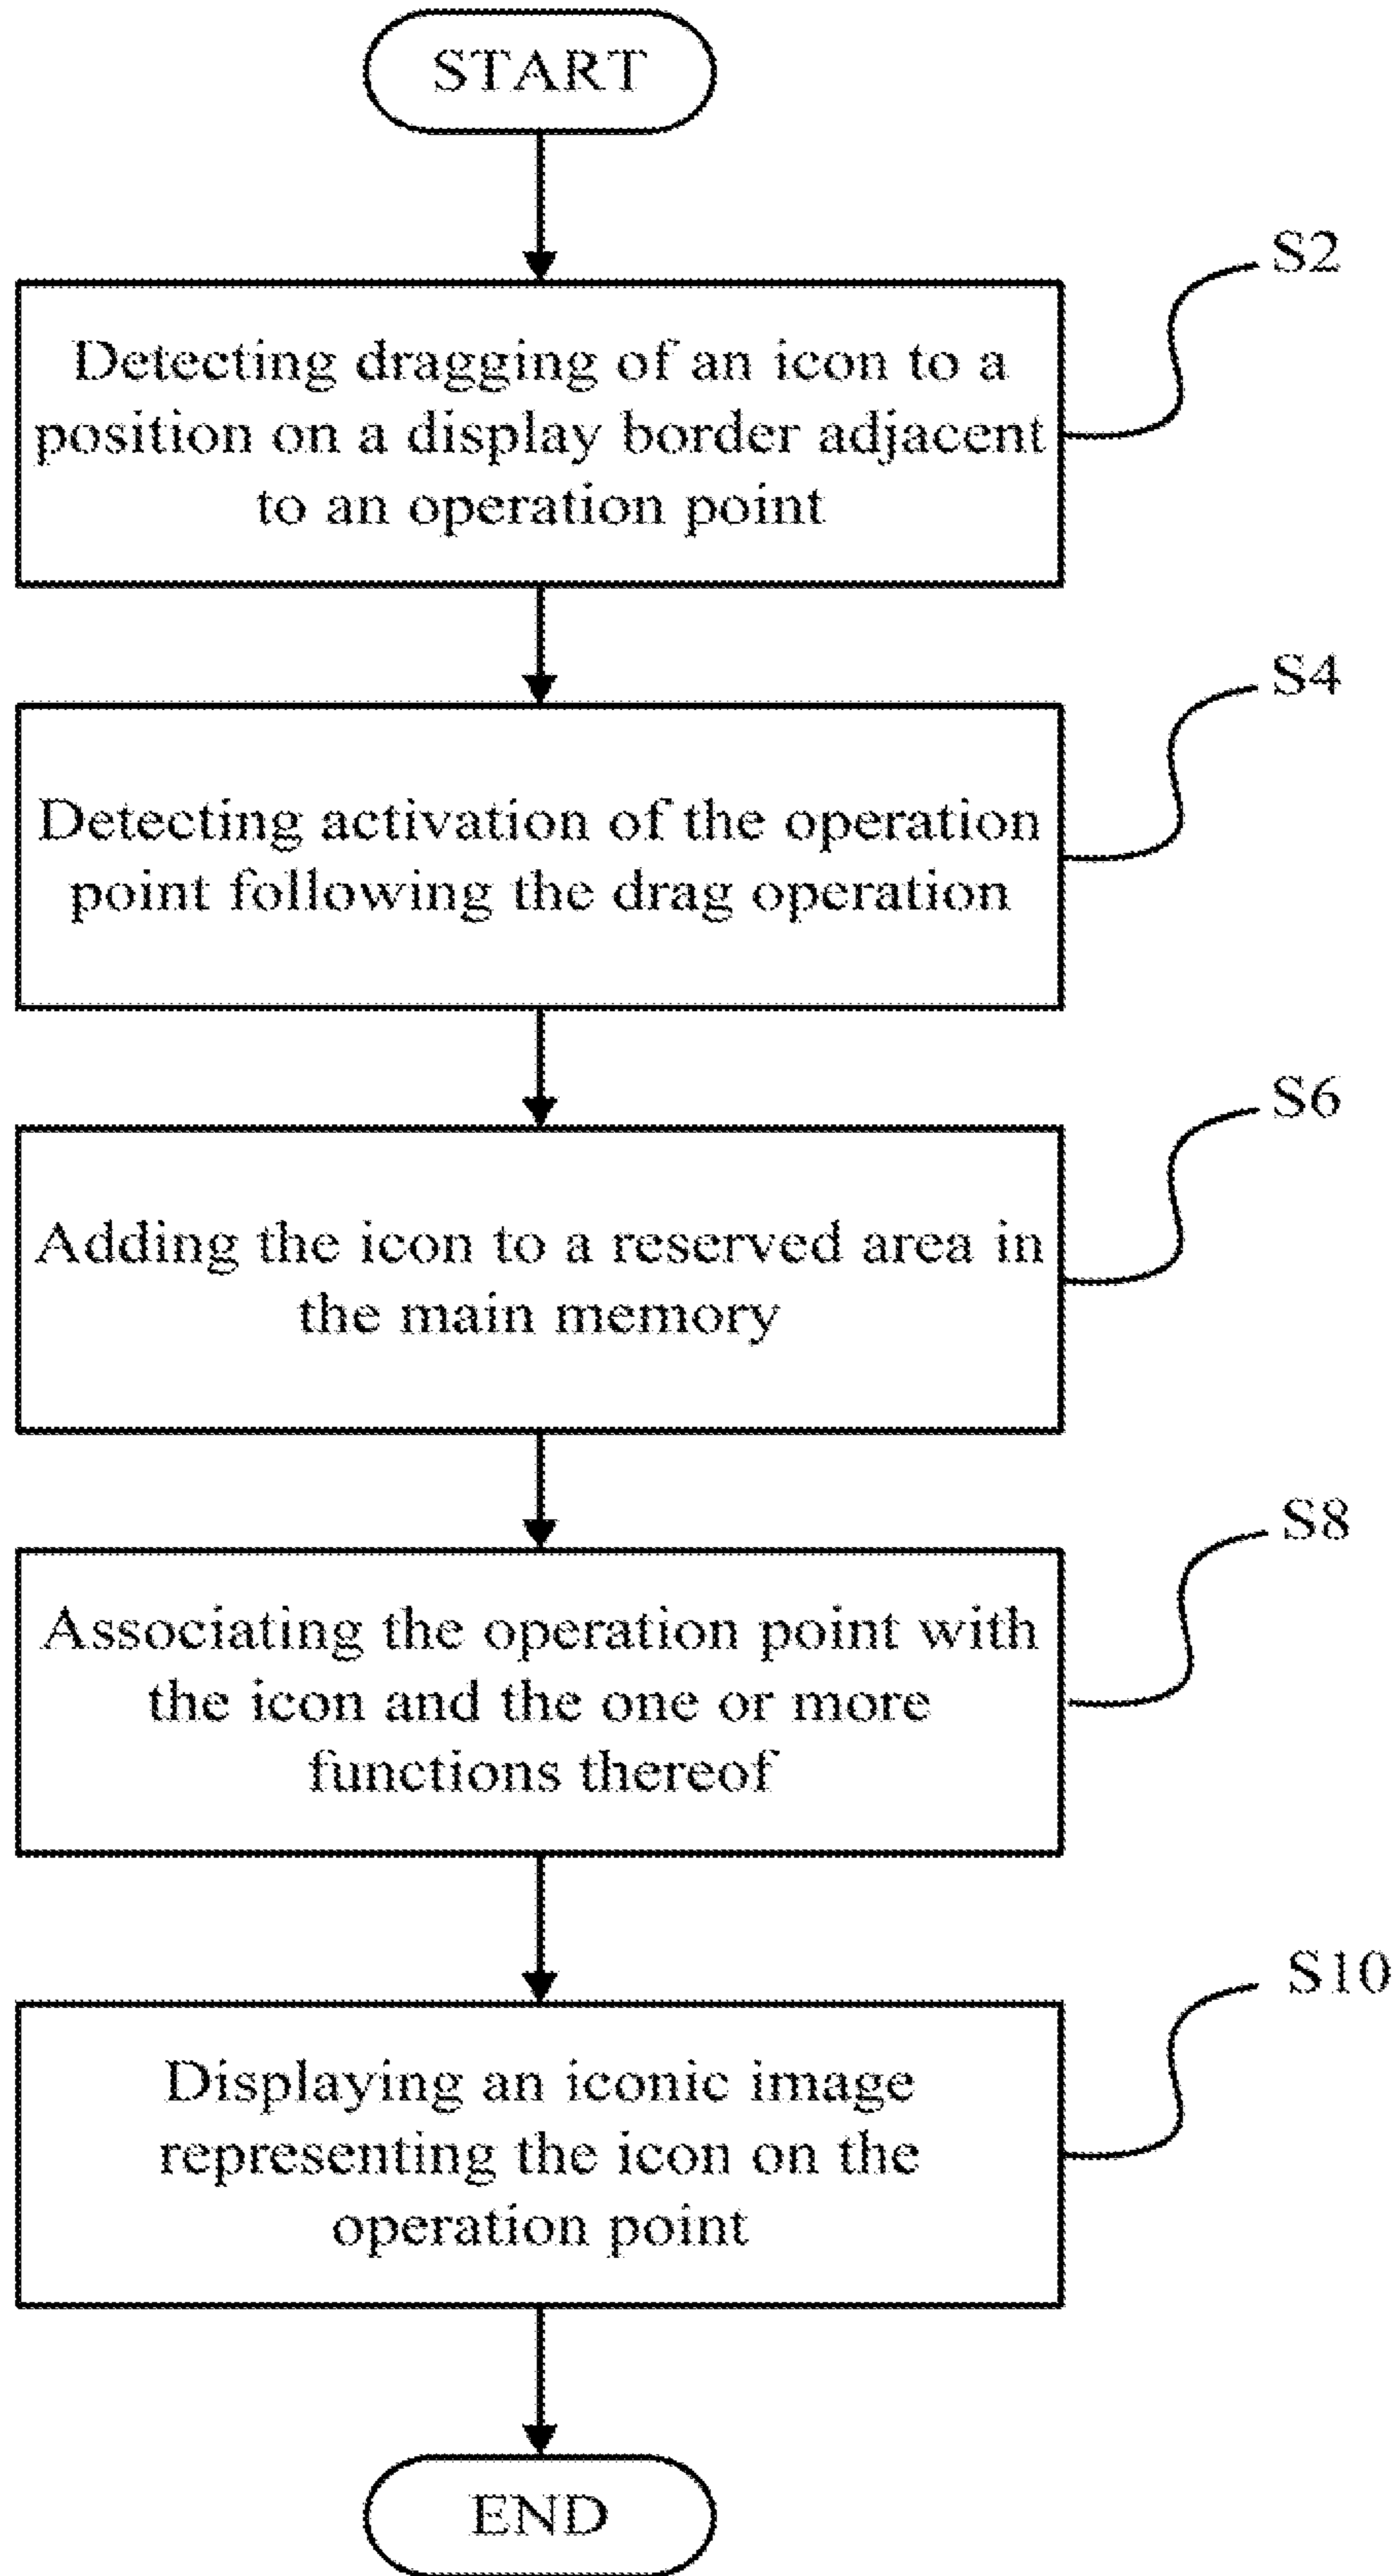 START
S2
Detecting dragging of an icon to a
position on a display border adjacent
to an operation point
S4
Detecting activation of the operation
point following the drag operation
S6
Adding the icon to a reserved area in
the main memory
S8
Associating the operation point with
the icon and the one or more
functions thereof
S10
Displaying an iconic image
representing the icon on the
operation point
END